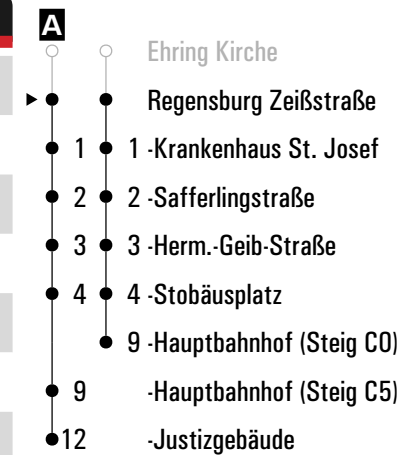 A
Ehring Kirche
Regensburg Zeißstraße
1 1 -Krankenhaus St. Josef
2 2 -Safferlingstraße
3 3 -Herm.-Geib-Straße
4 4 -Stobäusplatz
9 -Hauptbahnhof (Steig C0)
9 -Hauptbahnhof (Steig C5)
12 -Justizgebäude